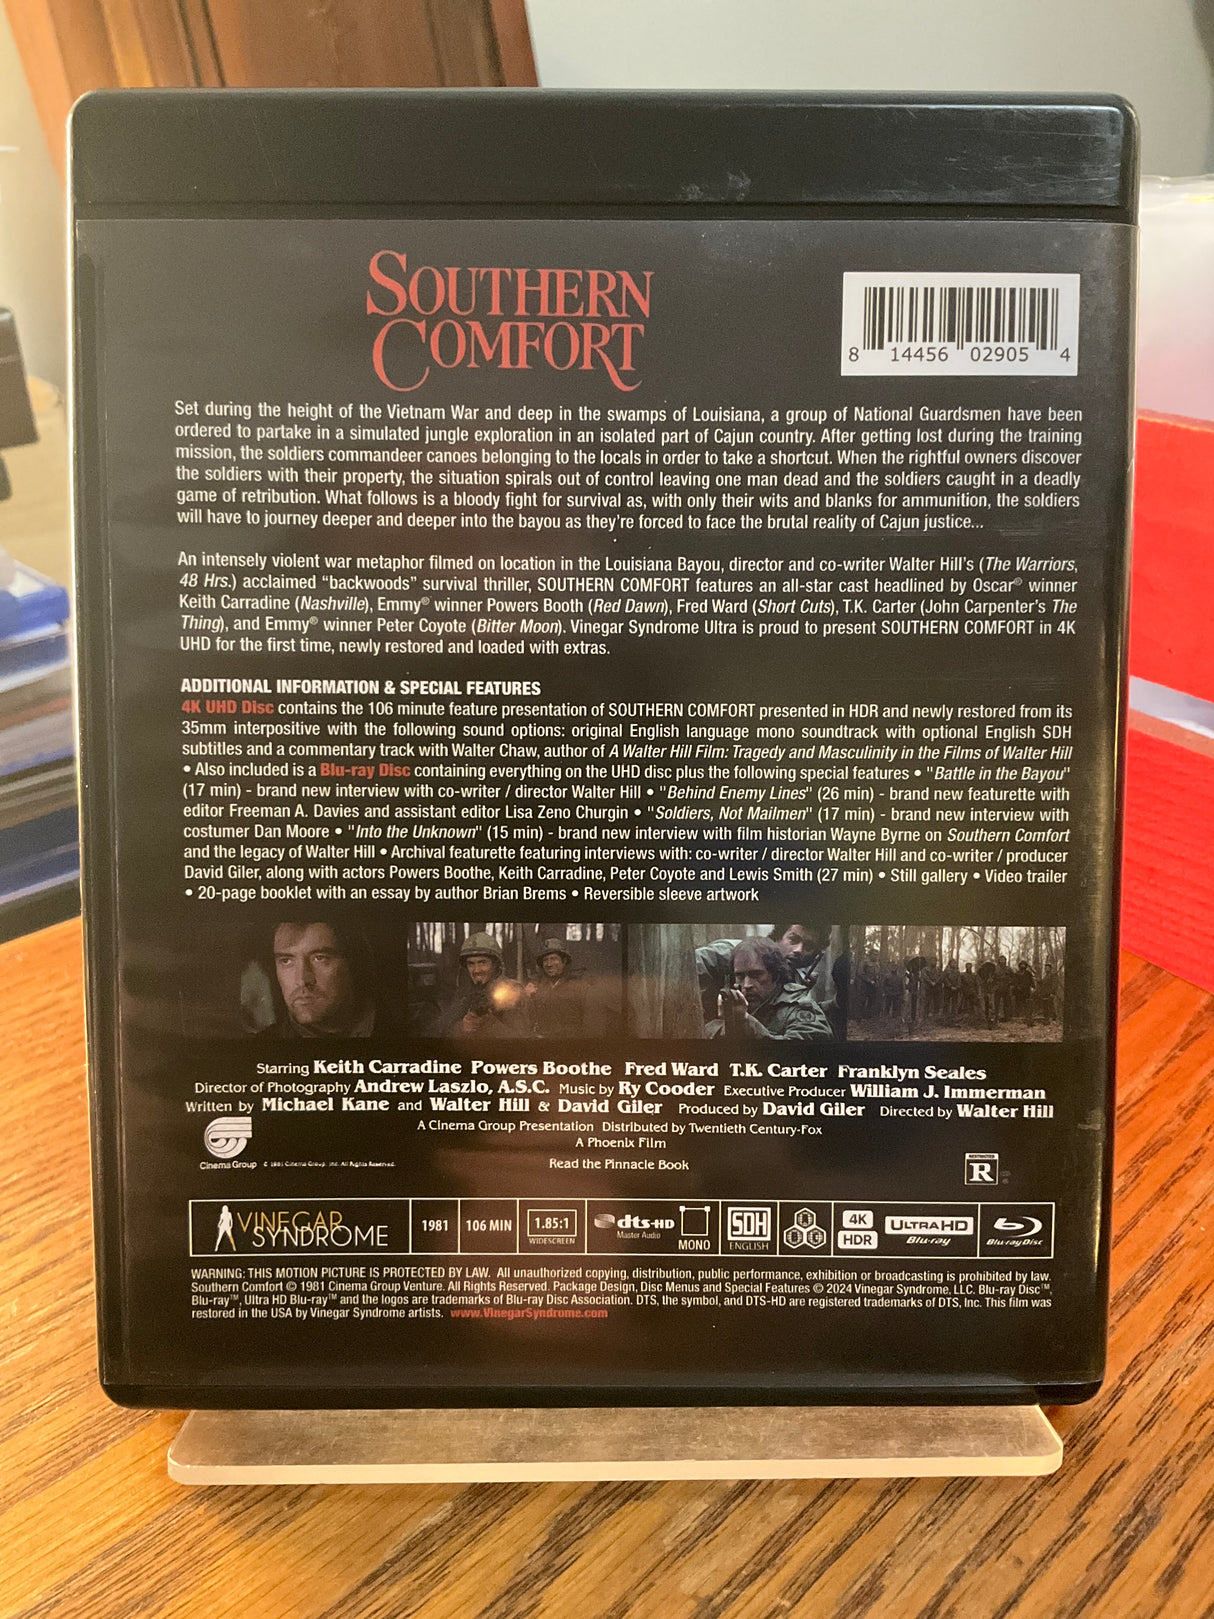 SOUTHERN
COMFORT
8 14456 02905 4
Set during the height of the Vietnam War and deep in the swamps of Louisiana, a group of National Guardsmen have been
ordered to partake in a simulated jungle exploration in an isolated part of Cajun country. After getting lost during the training
mission, the soldiers commandeer canoes belonging to the locals in order to take a shortcut. When the rightful owners discover
the soldiers with their property, the situation spirals out of control leaving one man dead and the soldiers caught in a deadly
game of retribution. What follows is a bloody fight for survival as, with only their wits and blanks for ammunition, the soldiers
will have to journey deeper and deeper into the bayou as they're forced to face the brutal reality of Cajun justice...
An intensely violent war metaphor filmed on location in the Louisiana Bayou, director and co-writer Walter Hill's (The Warriors,
48 Hrs.) acclaimed "backwoods" survival thriller, SOUTHERN COMFORT features an all-star cast headlined by Oscar® winner
Keith Carradine (Nashville), Emmy® winner Powers Booth (Red Dawn), Fred Ward (Short Cuts), T.K. Carter (John Carpenter's The
Thing), and Emmy® winner Peter Coyote (Bitter Moon). Vinegar Syndrome Ultra is proud to present SOUTHERN COMFORT in 4K
UHD for the first time, newly restored and loaded with extras.
ADDITIONAL INFORMATION & SPECIAL FEATURES
4K UHD Disc contains the 106 minute feature presentation of SOUTHERN COMFORT presented in HDR and newly restored from its
35mm interpositive with the following sound options: original English language mono soundtrack with optional English SDH
subtitles and a commentary track with Walter Chaw, author of A Walter Hill Film: Tragedy and Masculinity in the Films of Walter Hill
• Also included is a Blu-ray Disc containing everything on the UHD disc plus the following special features • "Battle in the Bayou"
(17 min) - brand new interview with co-writer / director Walter Hill • "Behind Enemy Lines" (26 min) - brand new featurette with
editor Freeman A. Davies and assistant editor Lisa Zeno Churgin • "Soldiers, Not Mailmen" (17 min) - brand new interview with
costumer Dan Moore • "Into the Unknown" (15 min) - brand new interview with film historian Wayne Byrne on Southern Comfort
and the legacy of Walter Hill • Archival featurette featuring interviews with: co-writer / director Walter Hill and co-writer / producer
David Giler, along with actors Powers Boothe, Keith Carradine, Peter Coyote and Lewis Smith (27 min) • Still gallery • Video trailer
• 20-page booklet with an essay by author Brian Brems • Reversible sleeve artwork
Starring Keith Carradine Powers Boothe Fred Ward T.K. Carter Franklyn Seales
Director of Photography Andrew Laszlo, A.S.C. Music by Ry Cooder Executive Producer William J. Immerman
Written by Michael Kane and Walter Hill & David Giler Produced by David Giler Directed by Walter Hill
A Cinema Group Presentation Distributed by Twentieth Century-Fox
A Phoenix Film
Cinema Group © 1981 Cinema Group, Inc. All Rights Reserved.
Read the Pinnacle Book
RESTRICTED
R
VINEGAR
SYNDROME
1981
106 MIN
1.85:1
WIDESCREEN
dts-HD
Master Audio
MONO
SDH
ENGLISH
4K
HDR
ULTRA HD
Blu-ray
Blu-ray Disc
WARNING: THIS MOTION PICTURE IS PROTECTED BY LAW. All unauthorized copying, distribution, public performance, exhibition or broadcasting is prohibited by law.
Southern Comfort © 1981 Cinema Group Venture. All Rights Reserved. Package Design, Disc Menus and Special Features © 2024 Vinegar Syndrome, LLC. Blu-ray Disc™,
Blu-ray™, Ultra HD Blu-ray™ and the logos are trademarks of Blu-ray Disc Association. DTS, the symbol, and DTS-HD are registered trademarks of DTS, Inc. This film was
restored in the USA by Vinegar Syndrome artists. www.VinegarSyndrome.com